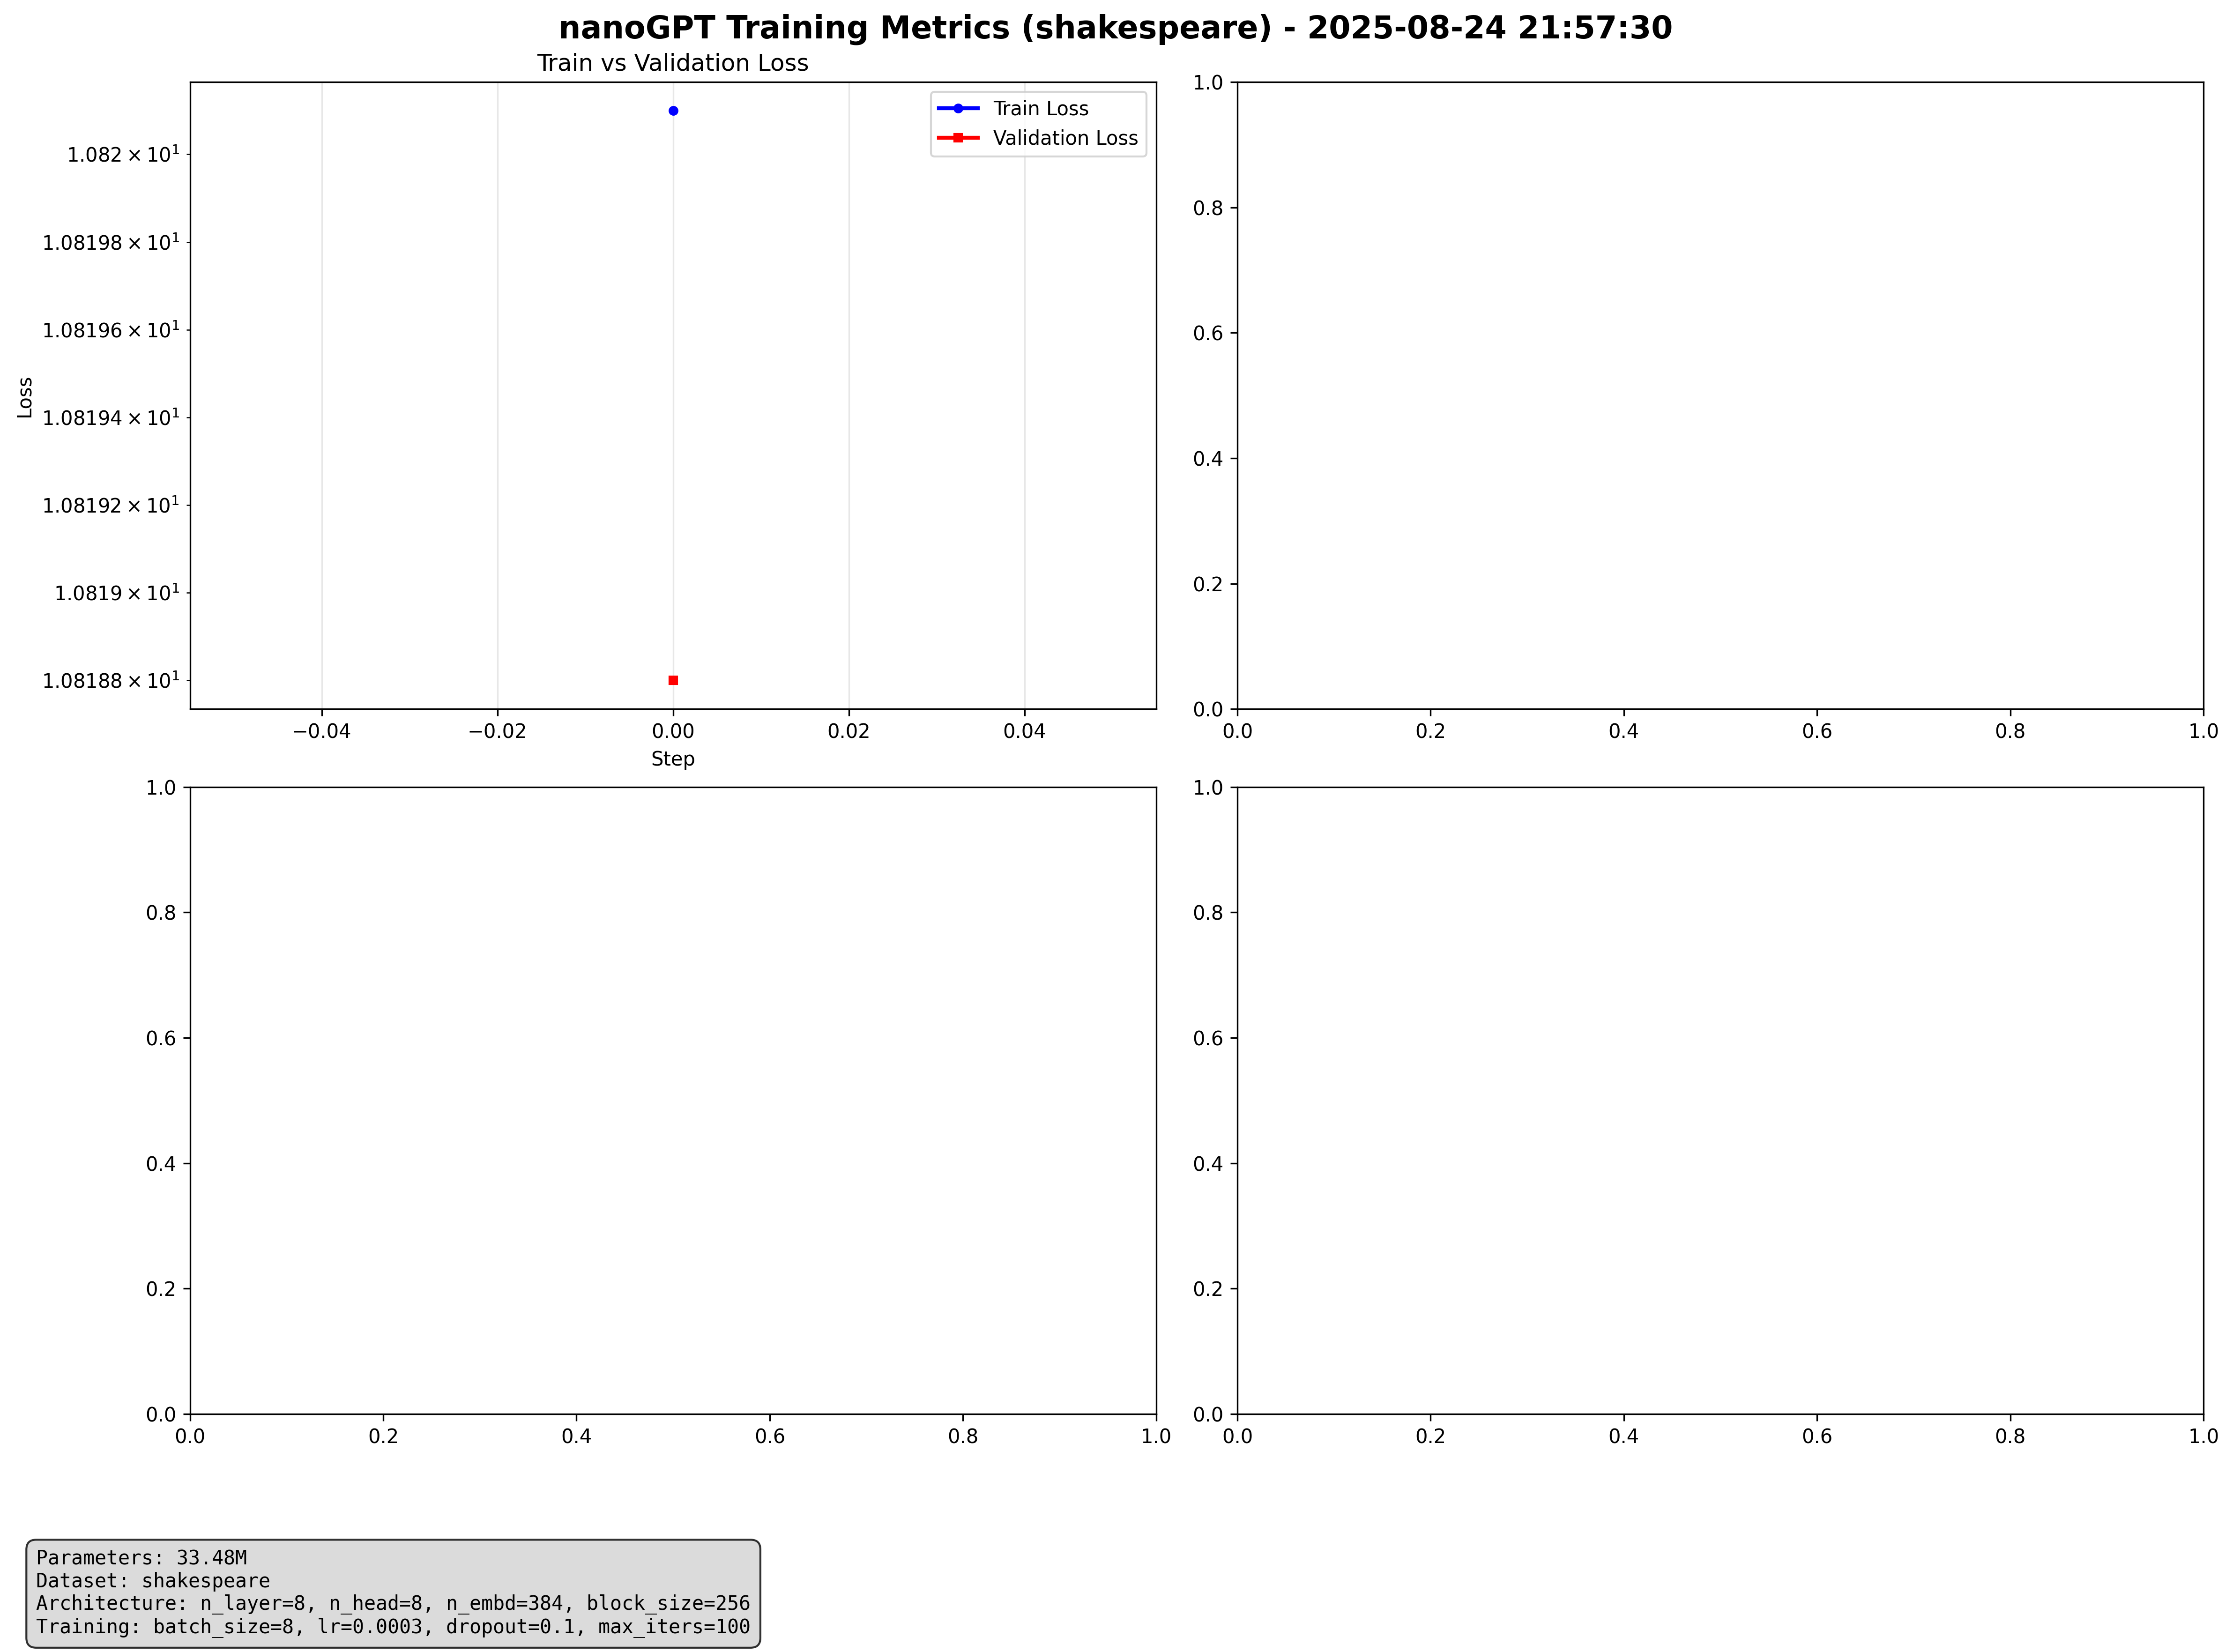 nanoGPT Training Metrics (shakespeare) - 2025-08-24 21:57:30
Train vs Validation Loss
Train Loss
Validation Loss
Loss
1.082 × 10¹
1.08198 × 10¹
1.08196 × 10¹
1.08194 × 10¹
1.08192 × 10¹
1.0819 × 10¹
1.08188 × 10¹
−0.04 −0.02 0.00 0.02 0.04
Step
1.0
0.8
0.6
0.4
0.2
0.0
0.0 0.2 0.4 0.6 0.8 1.0
1.0
0.8
0.6
0.4
0.2
0.0
0.0 0.2 0.4 0.6 0.8 1.0
1.0
0.8
0.6
0.4
0.2
0.0
0.0 0.2 0.4 0.6 0.8 1.0
Parameters: 33.48M
Dataset: shakespeare
Architecture: n_layer=8, n_head=8, n_embd=384, block_size=256
Training: batch_size=8, lr=0.0003, dropout=0.1, max_iters=100